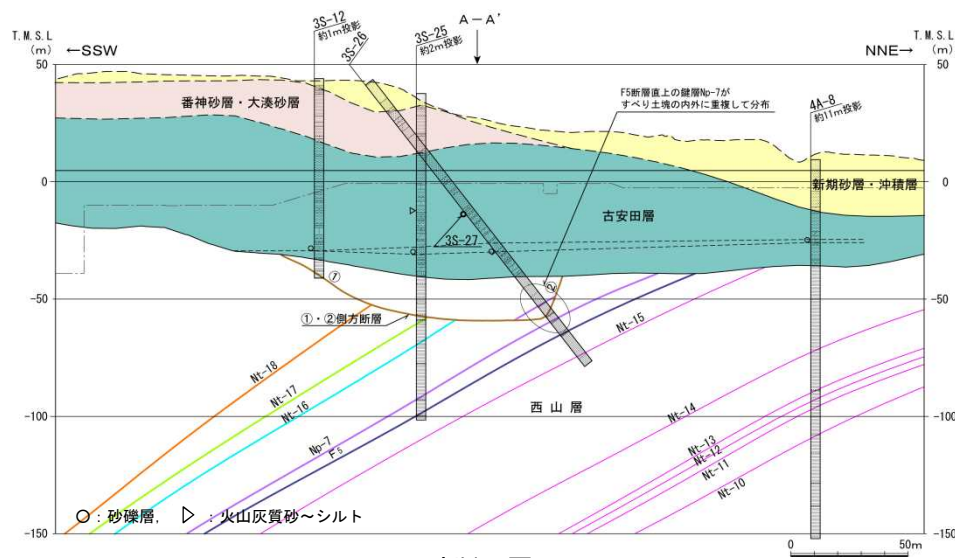 T.M.S.L
(m)
←SSW
3S-12
約1m投影
3S-26
3S-25
約2m投影
A-A'
NNE→
T.M.S.L
(m)
50
50
F5断層直上の鍵層Np-7が
すべり土塊の内外に重複して分布
4A-8
約11m投影
番神砂層・大湊砂層
0
0
新期砂層・沖積層
古安田層
3S-27
①
②
-50
-50
①・②側方断層
Nt-15
Nt-18
Nt-17
Nt-16
西山層
Nt-14
-100
-100
Np-7
F5
Nt-13
Nt-12
Nt-11
Nt-10
○:砂礫層, ▷:火山灰質砂~シルト
-150
-150
0
50m